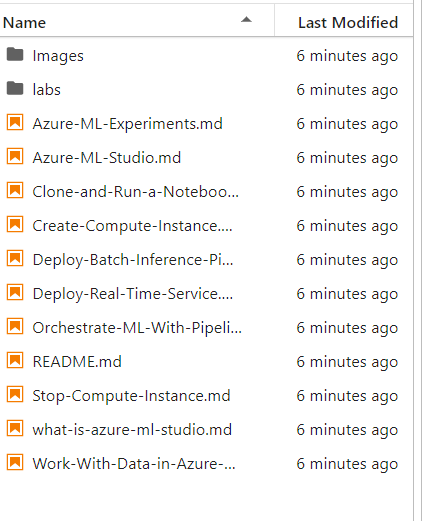 Name Last Modified
Images 6 minutes ago
labs 6 minutes ago
Azure-ML-Experiments.md 6 minutes ago
Azure-ML-Studio.md 6 minutes ago
Clone-and-Run-a-Noteboo... 6 minutes ago
Create-Compute-Instance.... 6 minutes ago
Deploy-Batch-Inference-Pi... 6 minutes ago
Deploy-Real-Time-Service.... 6 minutes ago
Orchestrate-ML-With-Pipeli... 6 minutes ago
README.md 6 minutes ago
Stop-Compute-Instance.md 6 minutes ago
what-is-azure-ml-studio.md 6 minutes ago
Work-With-Data-in-Azure-... 6 minutes ago